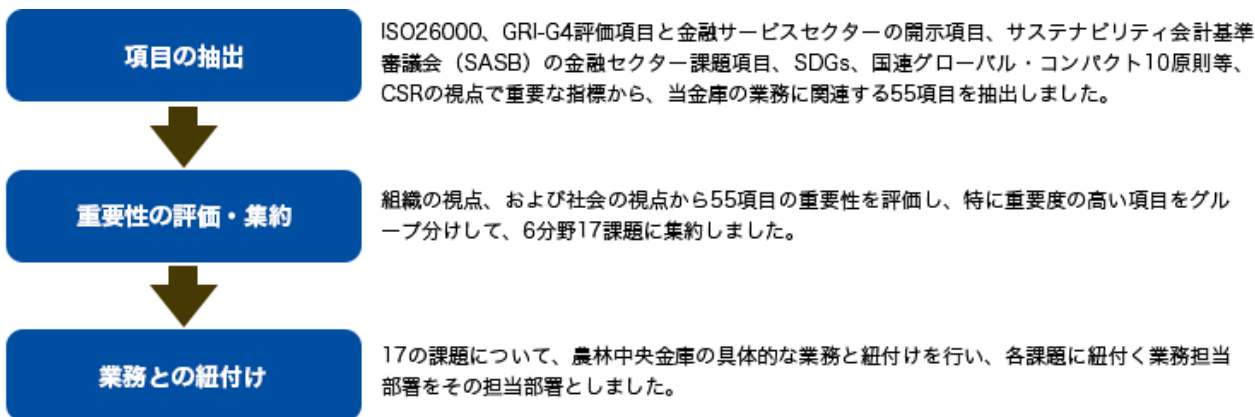 項目の抽出
ISO26000、GRI-G4評価項目と金融サービスセクターの開示項目、サステナビリティ会計基準
審議会（SASB）の金融セクター課題項目、SDGs、国連グローバル・コンパクト10原則等、
CSRの視点で重要な指標から、当金庫の業務に関連する55項目を抽出しました。
重要性の評価・集約
組織の視点、および社会の視点から55項目の重要性を評価し、特に重要度の高い項目をグル
ープ分けして、6分野17課題に集約しました。
業務との紐付け
17の課題について、農林中央金庫の具体的な業務と紐付けを行い、各課題に紐付く業務担当
部署をその担当部署としました。